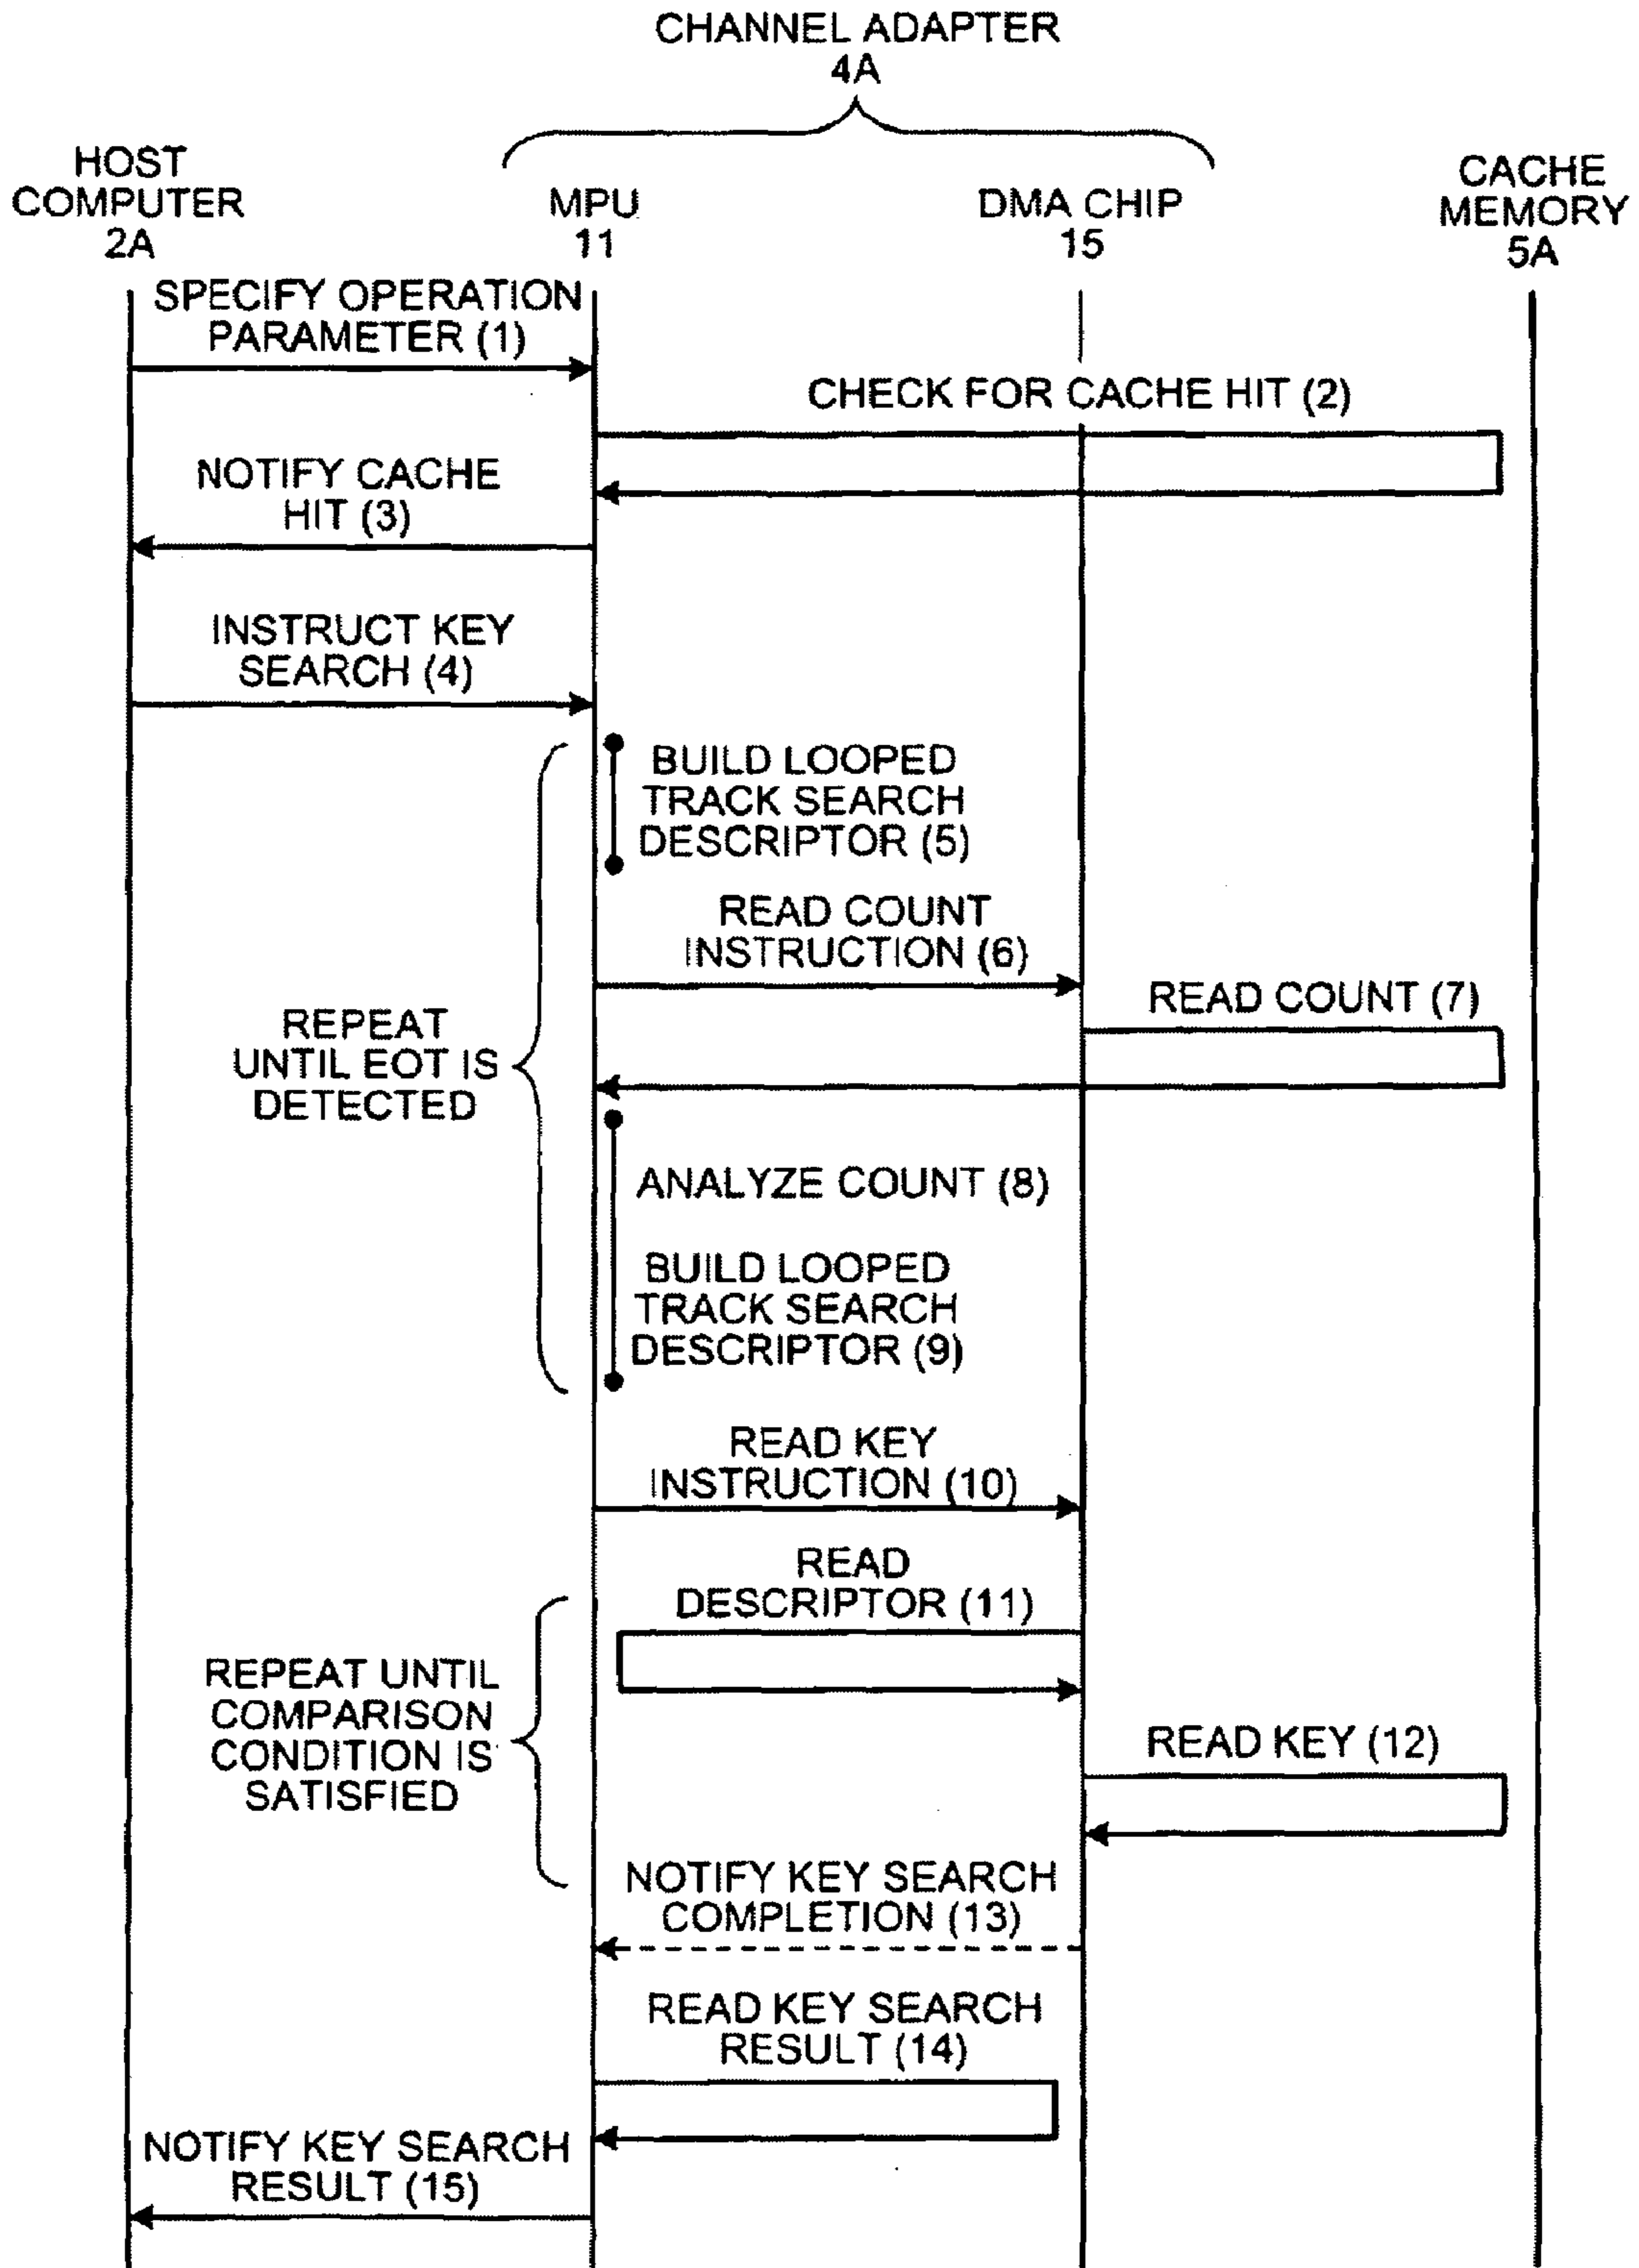 CHANNEL ADAPTER
4A
HOST
COMPUTER
2A
MPU
11
DMA CHIP
15
CACHE
MEMORY
5A
SPECIFY OPERATION
PARAMETER (1)
CHECK FOR CACHE HIT (2)
NOTIFY CACHE
HIT (3)
INSTRUCT KEY
SEARCH (4)
BUILD LOOPED
TRACK SEARCH
DESCRIPTOR (5)
READ COUNT
INSTRUCTION (6)
READ COUNT (7)
REPEAT
UNTIL EOT IS
DETECTED
ANALYZE COUNT (8)
BUILD LOOPED
TRACK SEARCH
DESCRIPTOR (9)
READ KEY
INSTRUCTION (10)
READ
DESCRIPTOR (11)
REPEAT UNTIL
COMPARISON
CONDITION IS
SATISFIED
READ KEY (12)
NOTIFY KEY SEARCH
COMPLETION (13)
READ KEY SEARCH
RESULT (14)
NOTIFY KEY SEARCH
RESULT (15)